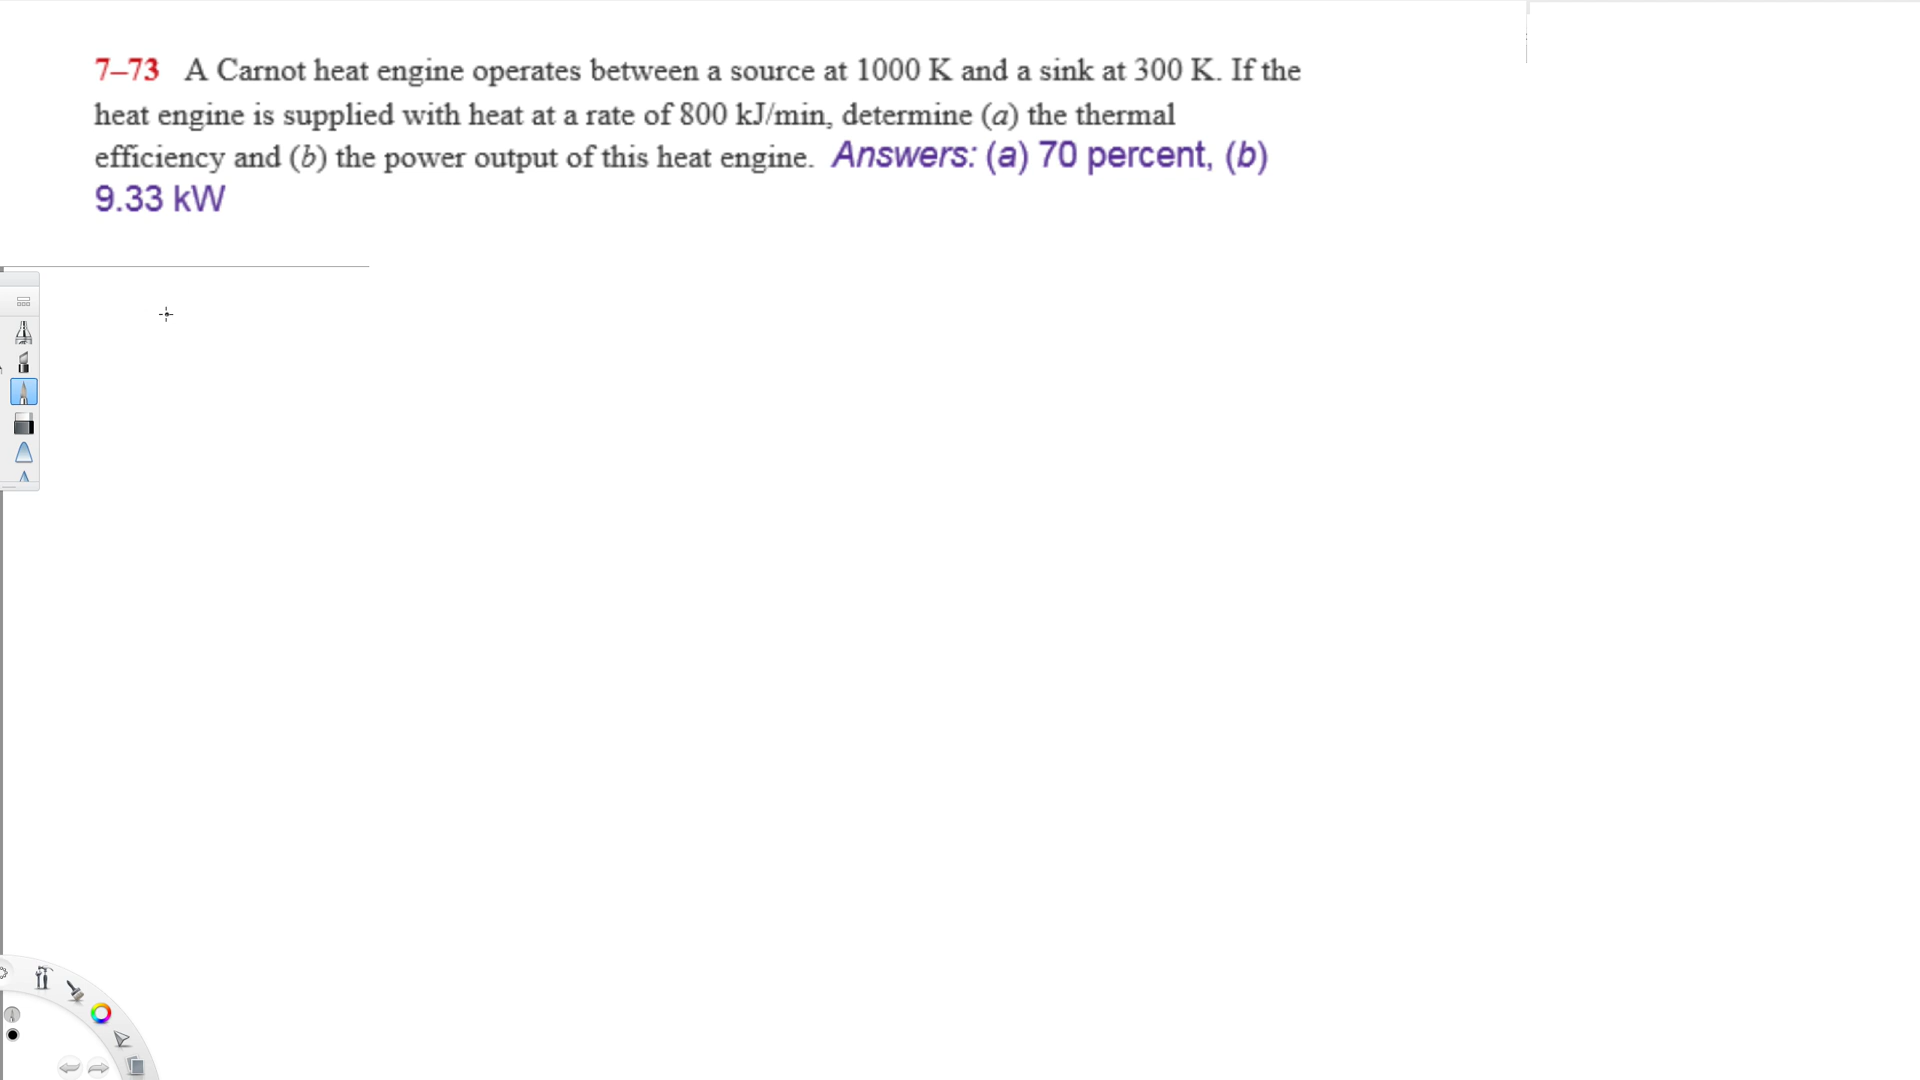 7–73 A Carnot heat engine operates between a source at 1000 K and a sink at 300 K. If the
heat engine is supplied with heat at a rate of 800 kJ/min, determine (a) the thermal
efficiency and (b) the power output of this heat engine. Answers: (a) 70 percent, (b)
9.33 kW